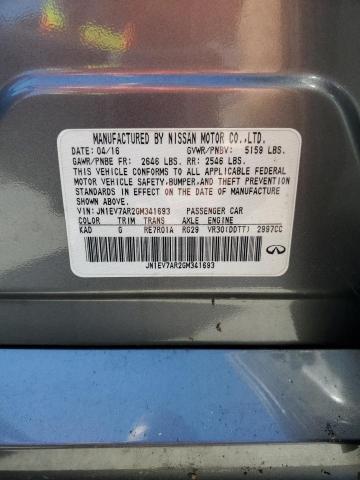 MANUFACTURED BY NISSAN MOTOR CO.,LTD.
DATE: 04/16 GVWR/PNBV: 5159 LBS.
GAWR/PNBE FR: 2646 LBS. RR: 2546 LBS.
THIS VEHICLE CONFORMS TO ALL APPLICABLE
FEDERAL MOTOR VEHICLE SAFETY,
BUMPER,AND THEFT PREVENTION
STANDARDS IN EFFECT ON THE DATE OF
MANUFACTURE SHOWN ABOVE.
VIN: JN1EV7AR2GM341693 PASSENGER CAR
COLOR TRIM TRANS AXLE ENGINE
KAD G RE7R01A RG29 VR30(DDTT) 2997CC
JN1EV7AR2GM341693